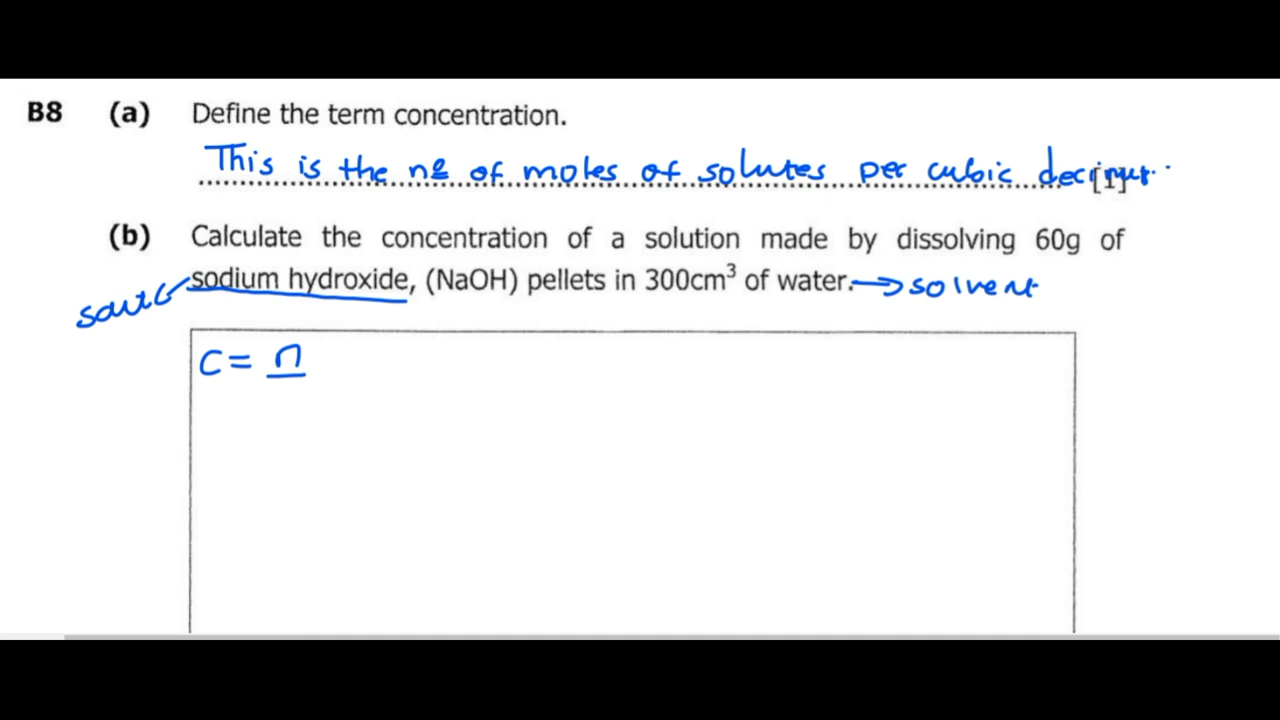 B8 (a) Define the term concentration.
This is the no of moles of solutes per cubic
[1]
(b) Calculate the concentration of a solution made by dissolving 60g of
sodium hydroxide, (NaOH) pellets in 300cm³ of water. → solvent
C = n